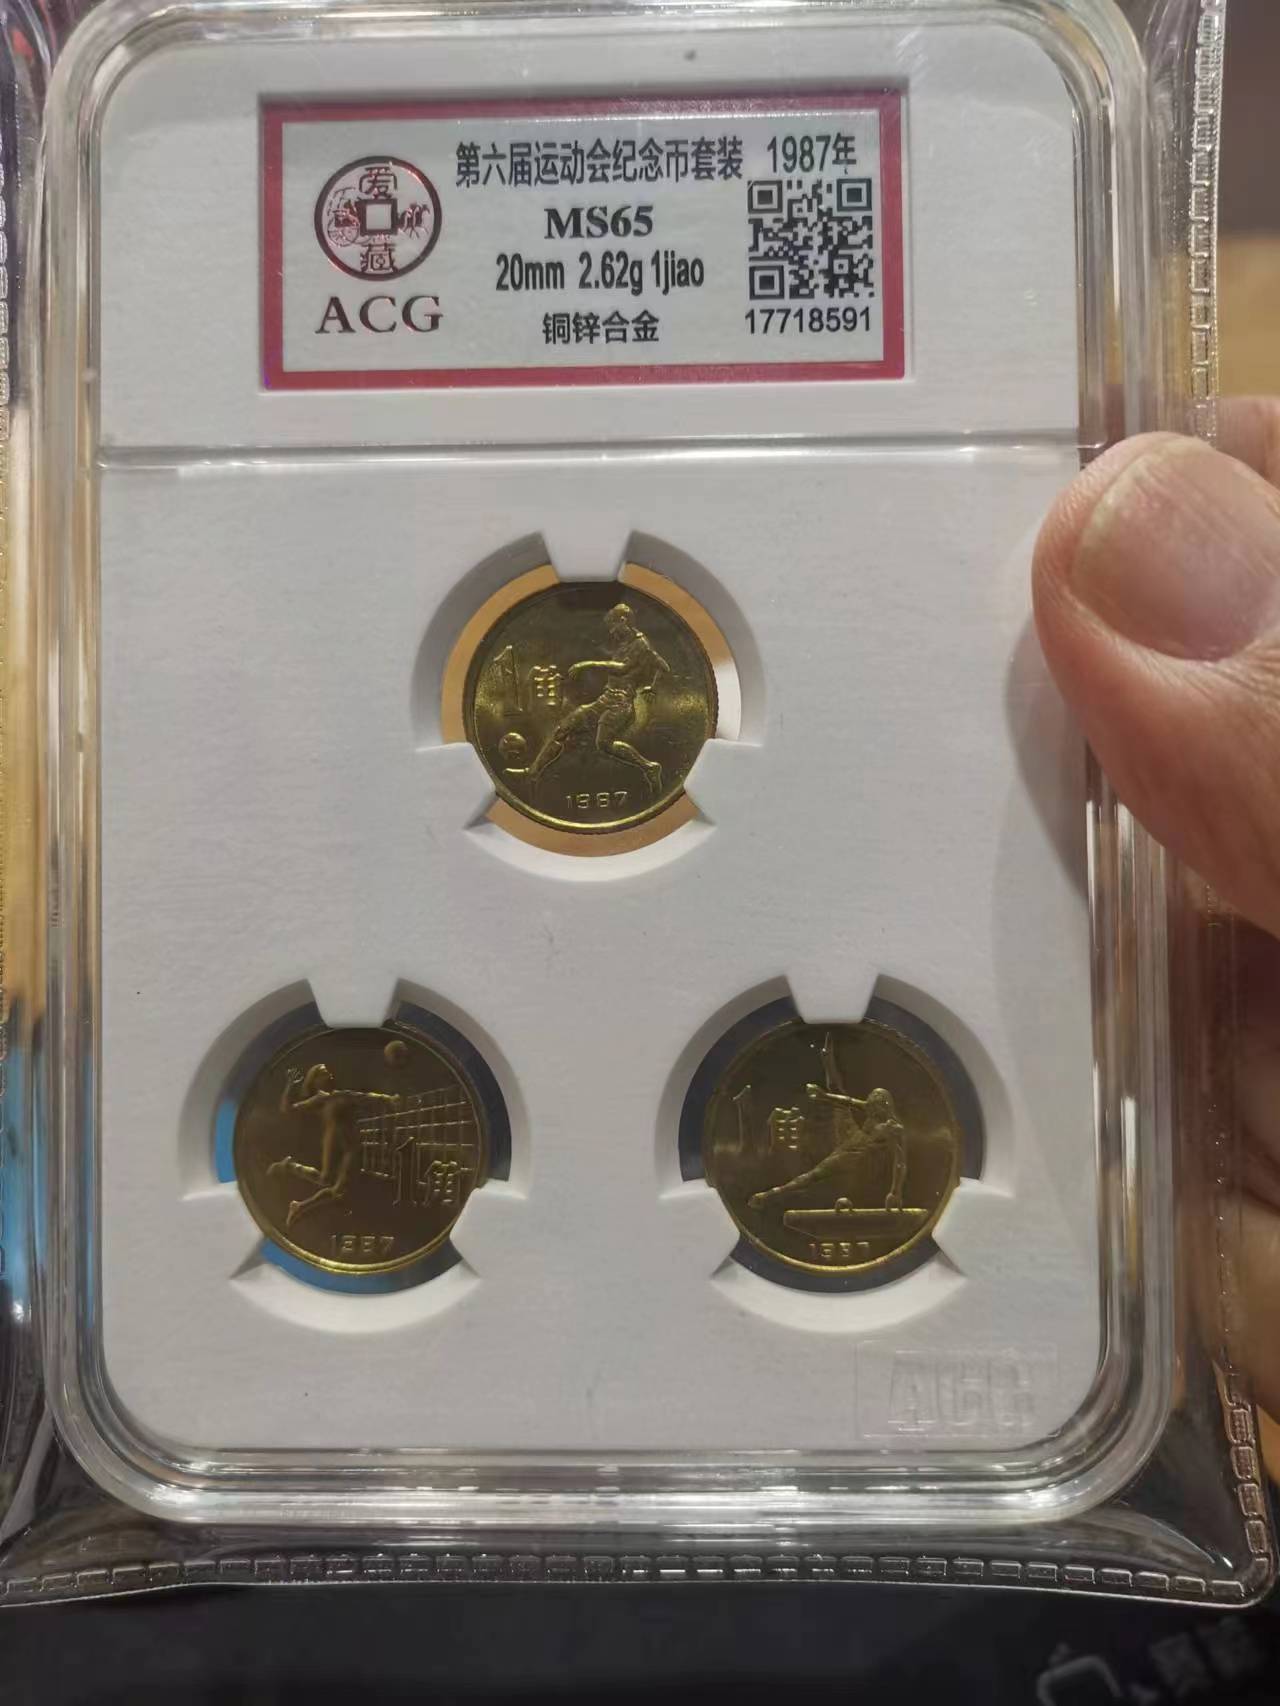 第六届运动会纪念币套装 1987年
爱藏
MS65
20mm 2.62g 1jiao
ACG
铜锌合金
17718591
1角
1987
1角
1987
1角
1987
ACG